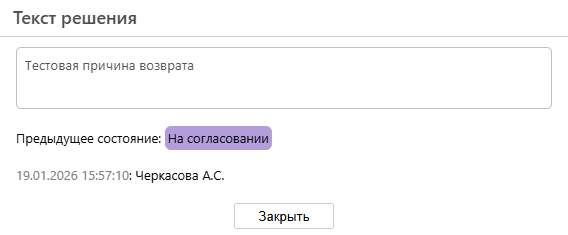 Текст решения
Тестовая причина возврата
Предыдущее состояние: На согласовании
19.01.2026 15:57:10: Черкасова А.С.
Закрыть